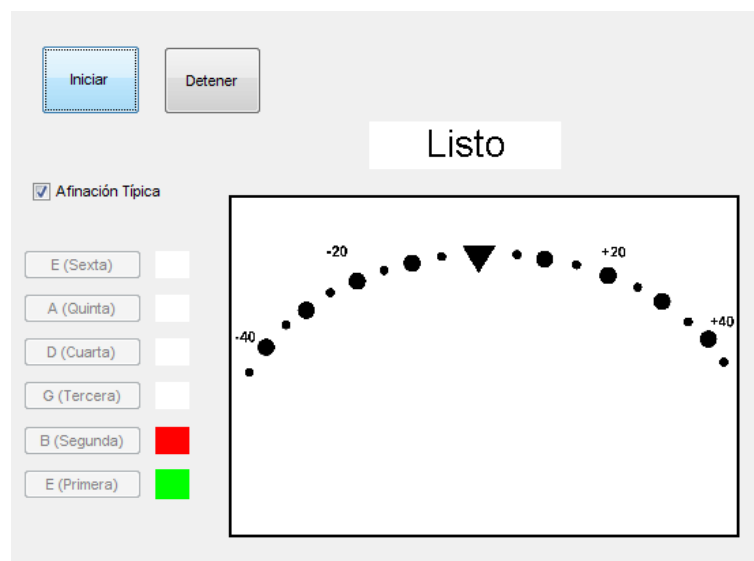 Iniciar
Detener
Listo
Afinación Típica
E (Sexta)
A (Quinta)
D (Cuarta)
G (Tercera)
B (Segunda)
E (Primera)
-20
+20
-40
+40